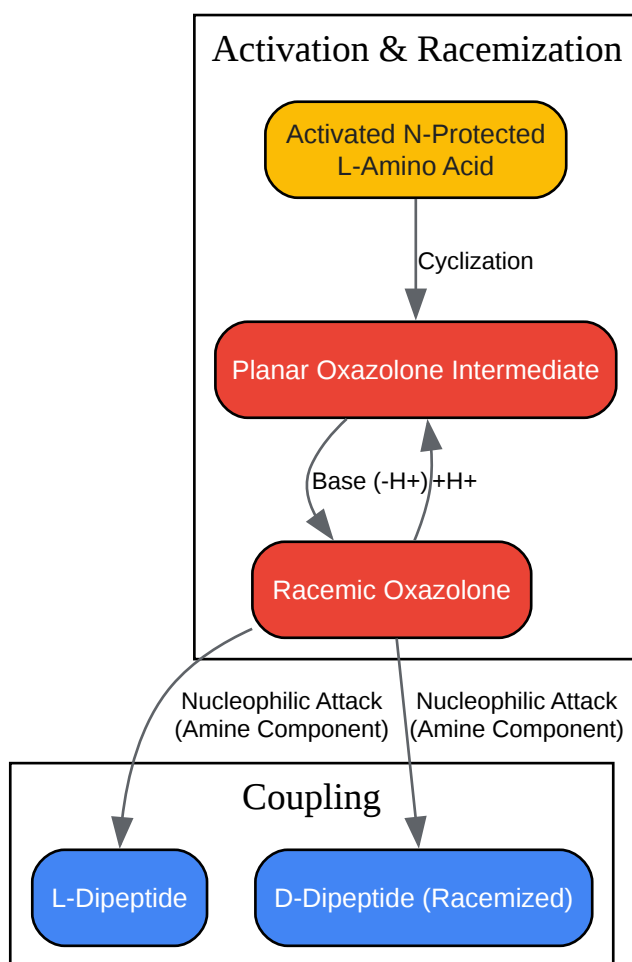 Activation & Racemization
Activated N-Protected
L-Amino Acid
Cyclization
Planar Oxazolone Intermediate
Base (-H+)
+H+
Racemic Oxazolone
Nucleophilic Attack
(Amine Component)
Nucleophilic Attack
(Amine Component)
Coupling
L-Dipeptide
D-Dipeptide (Racemized)